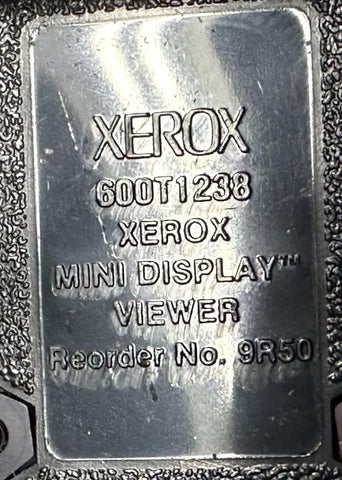 XEROX
600T1238
XEROX
MINI DISPLAY™
VIEWER
Reorder No. 9R50